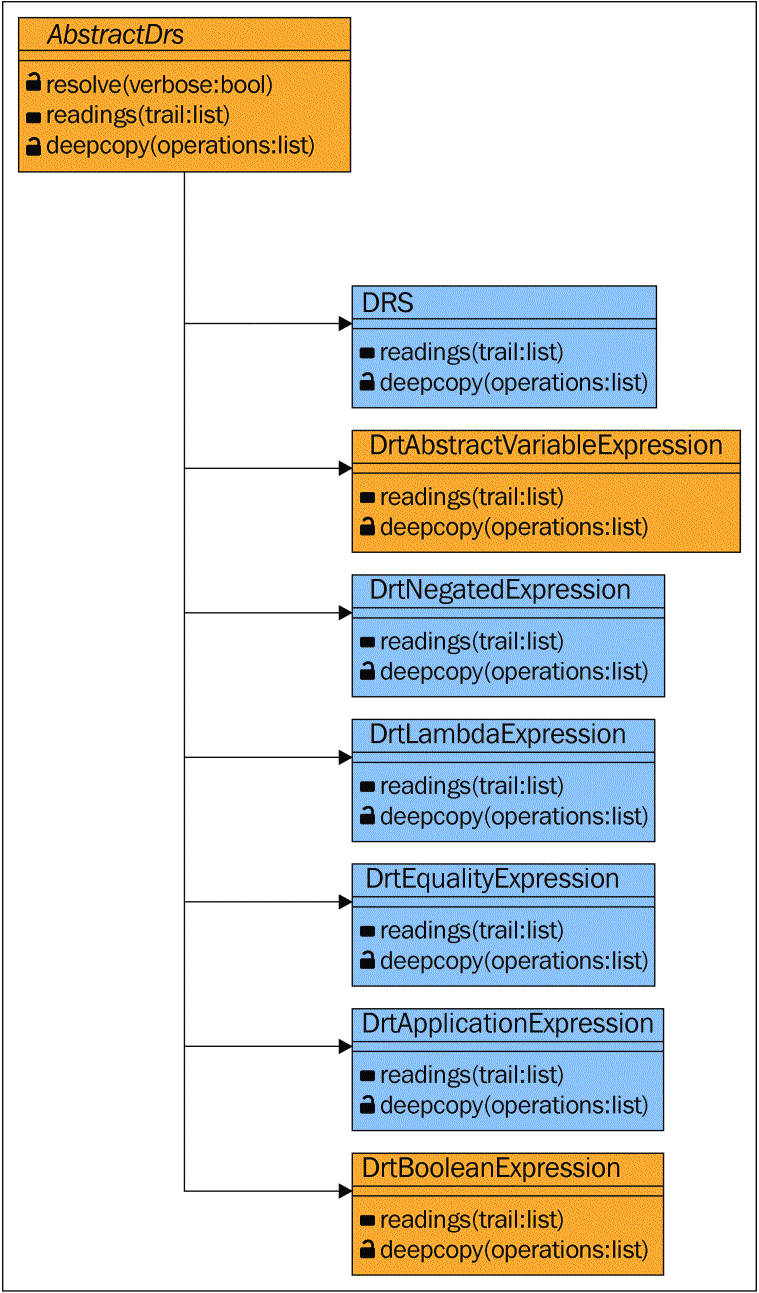 AbstractDrs
resolve(verbose:bool)
readings(trail:list)
deepcopy(operations:list)
DRS
readings(trail:list)
deepcopy(operations:list)
DrtAbstractVariableExpression
readings(trail:list)
deepcopy(operations:list)
DrtNegatedExpression
readings(trail:list)
deepcopy(operations:list)
DrtLambdaExpression
readings(trail:list)
deepcopy(operations:list)
DrtEqualityExpression
readings(trail:list)
deepcopy(operations:list)
DrtApplicationExpression
readings(trail:list)
deepcopy(operations:list)
DrtBooleanExpression
readings(trail:list)
deepcopy(operations:list)